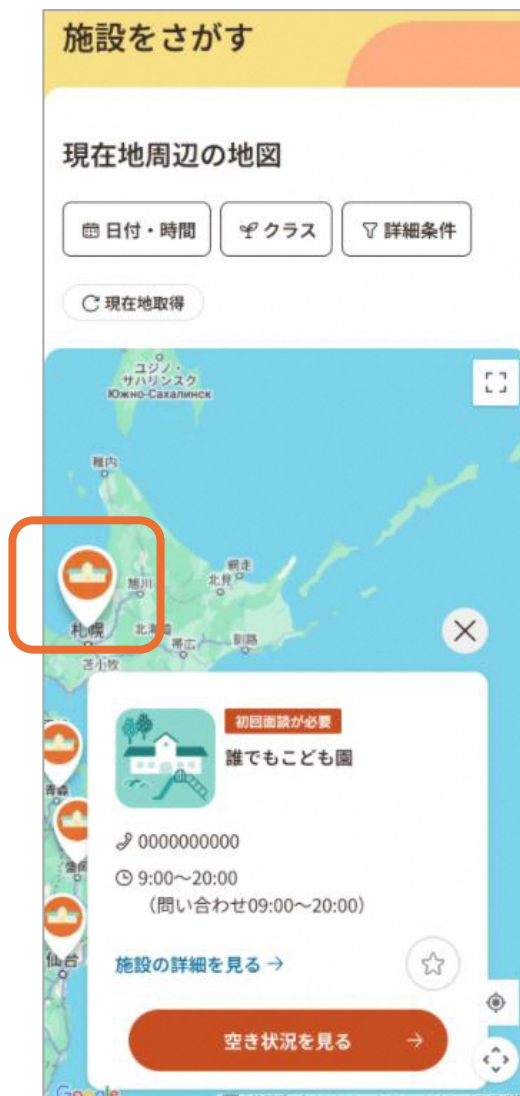 施設をさがす
現在地周辺の地図
日付・時間
クラス
詳細条件
現在地取得
ユジノ・
サハリンスク
Южно-Сахалинск
稚内
網走
旭川
北見
札幌
北海道
帯広
釧路
苫小牧
初回面談が必要
誰でもこども園
青森
0000000000
盛岡
9:00～20:00
（問い合わせ09:00～20:00）
仙台
施設の詳細を見る →
空き状況を見る →
Google